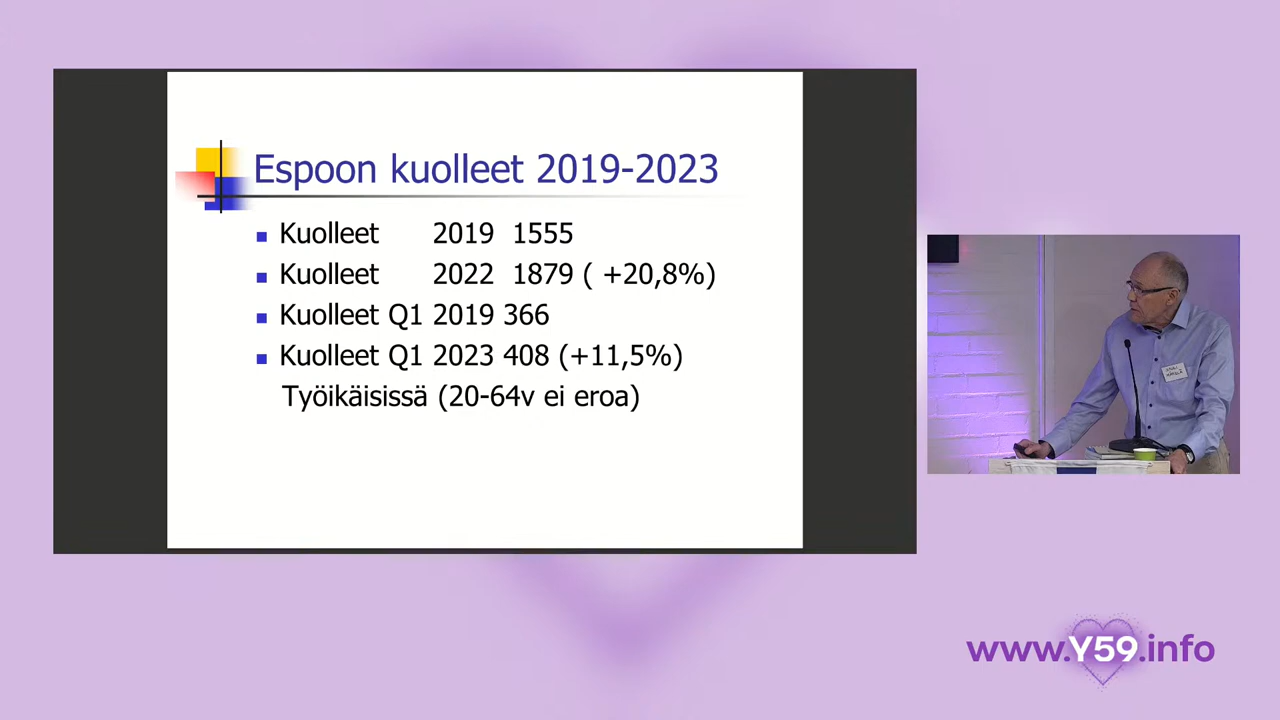 Espoon kuolleet 2019-2023
Kuolleet 2019 1555
Kuolleet 2022 1879 ( +20,8%)
Kuolleet Q1 2019 366
Kuolleet Q1 2023 408 (+11,5%)
Työikäisissä (20-64v ei eroa)
www.Y59.info